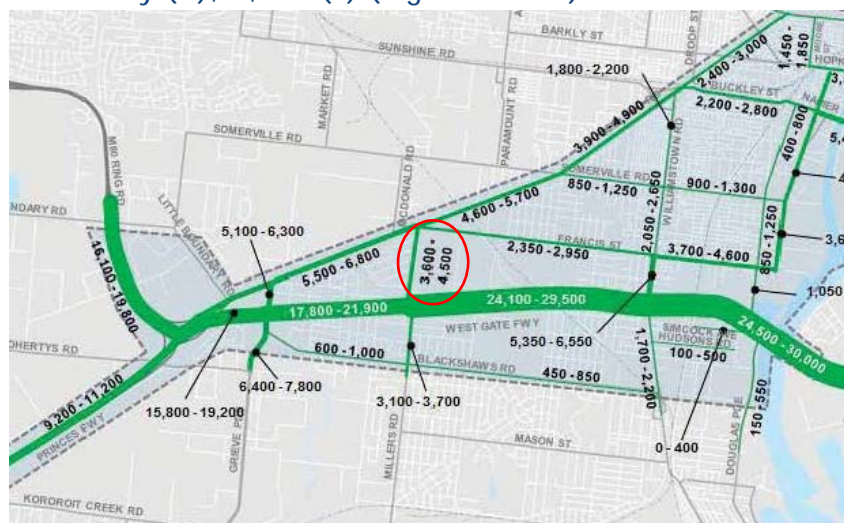 BARKLY ST
SUNSHINE RD
DROOP ST
1,450 -
1,850
MOORE
ST
HOPK
1,800 - 2,200
2,400 - 3,000
BUCKLEY ST
NAPIER
2,200 - 2,800
MARKET RD
PARAMOUNT RD
3,900 - 4,900
SOMERVILLE RD
WILLIAMSTOWN RD
400 - 800
M80 RING RD
MCDONALD RD
SOMERVILLE RD
850 - 1,250
900 - 1,300
NDARY RD
LITTLE BOUNDARY RD
5,100 - 6,300
4,600 - 5,700
2,050 - 2,650
5,500 - 6,800
3,600 -
4,500
2,350 - 2,950
FRANCIS ST
3,700 - 4,600
850 - 1,250
16,100 - 19,800
17,800 - 21,900
24,100 - 29,500
1,050
WEST GATE FWY
5,350 - 6,550
SIMCOCK AVE
HUDSONS RD
24,500 - 30,000
OHERTYS RD
600 - 1,000
BLACKSHAWS RD
100 - 500
450 - 850
1,700 - 2,200
9,200 - 11,200
6,400 - 7,800
15,800 - 19,200
3,100 - 3,700
150 - 550
PRINCES FWY
GRIEVE PDE
MILLERS RD
MASON ST
0 - 400
DOUGLAS PDE
KOROROIT CREEK RD